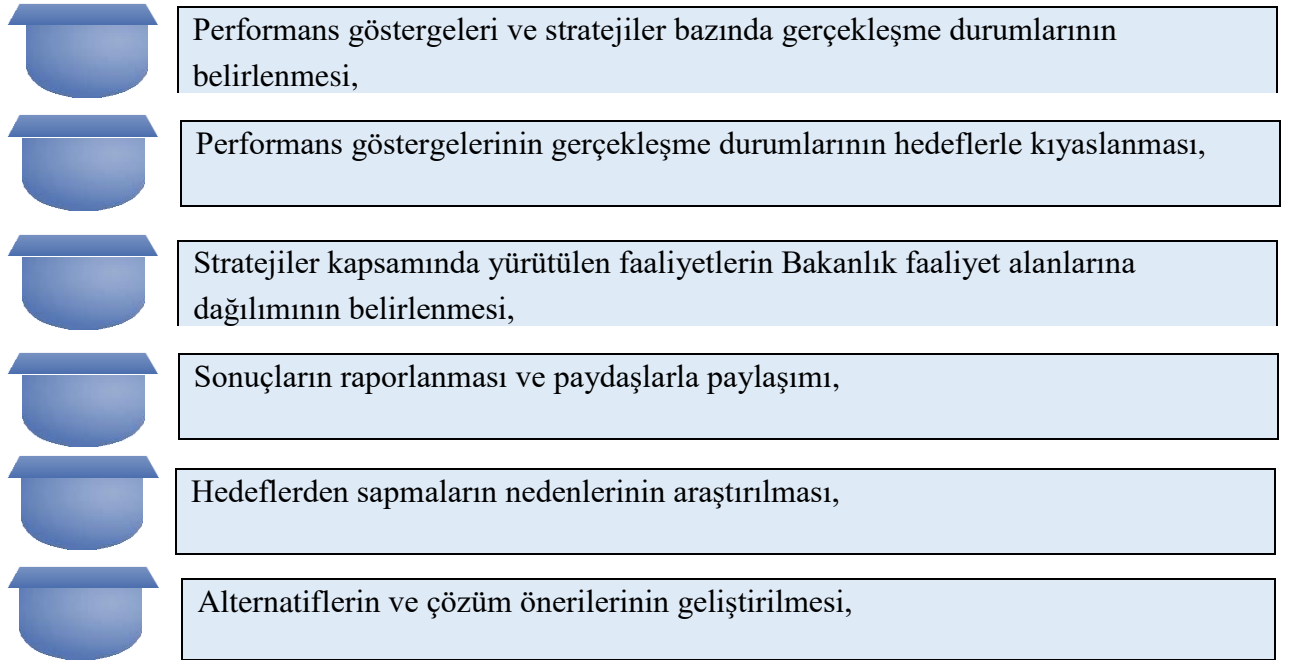 Performans göstergeleri ve stratejiler bazında gerçekleşme durumlarının
belirlenmesi,
Performans göstergelerinin gerçekleşme durumlarının hedeflerle kıyaslanması,
Stratejiler kapsamında yürütülen faaliyetlerin Bakanlık faaliyet alanlarına
dağılımının belirlenmesi,
Sonuçların raporlanması ve paydaşlarla paylaşımı,
Hedeflerden sapmaların nedenlerinin araştırılması,
Alternatiflerin ve çözüm önerilerinin geliştirilmesi,